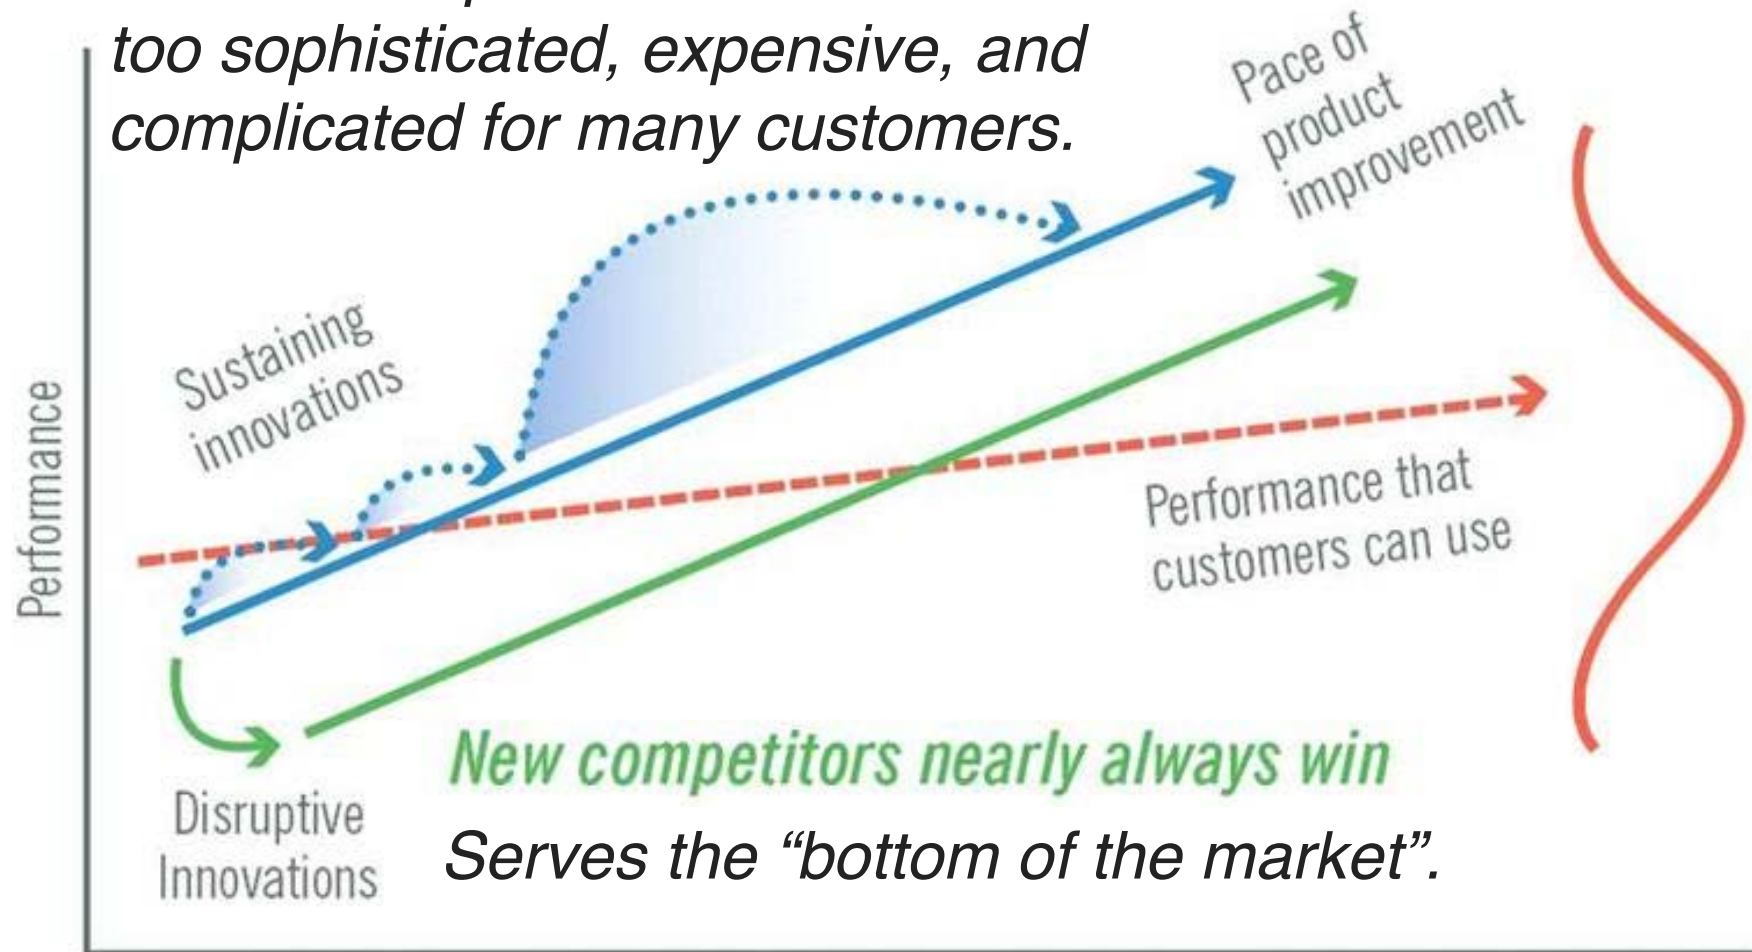 too sophisticated, expensive, and
complicated for many customers.
Pace of
product
improvement
Sustaining
innovations
Performance
Performance that
customers can use
New competitors nearly always win
Disruptive
Innovations
Serves the “bottom of the market”.